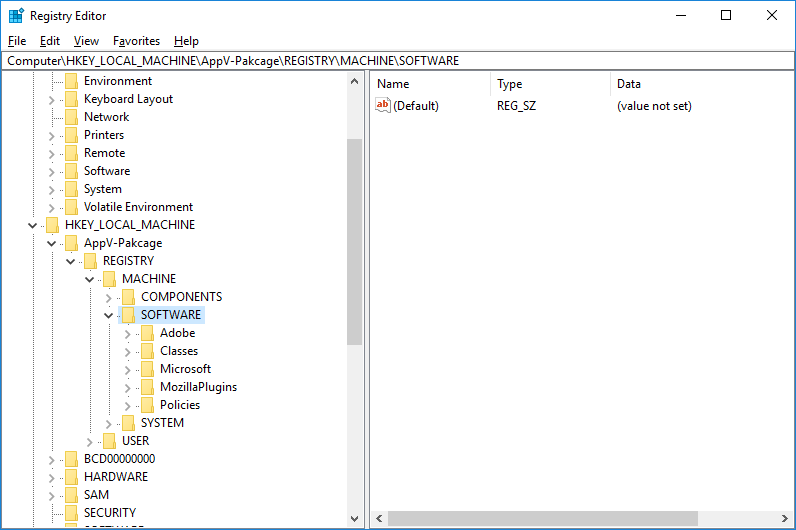 Registry Editor
File Edit View Favorites Help
Computer\HKEY_LOCAL_MACHINE\AppV-Pakcage\REGISTRY\MACHINE\SOFTWARE
Environment
Keyboard Layout
Network
Printers
Remote
Software
System
Volatile Environment
HKEY_LOCAL_MACHINE
AppV-Pakcage
REGISTRY
MACHINE
COMPONENTS
SOFTWARE
Adobe
Classes
Microsoft
MozillaPlugins
Policies
SYSTEM
USER
BCD00000000
HARDWARE
SAM
SECURITY
Name Type Data
ab (Default) REG_SZ (value not set)